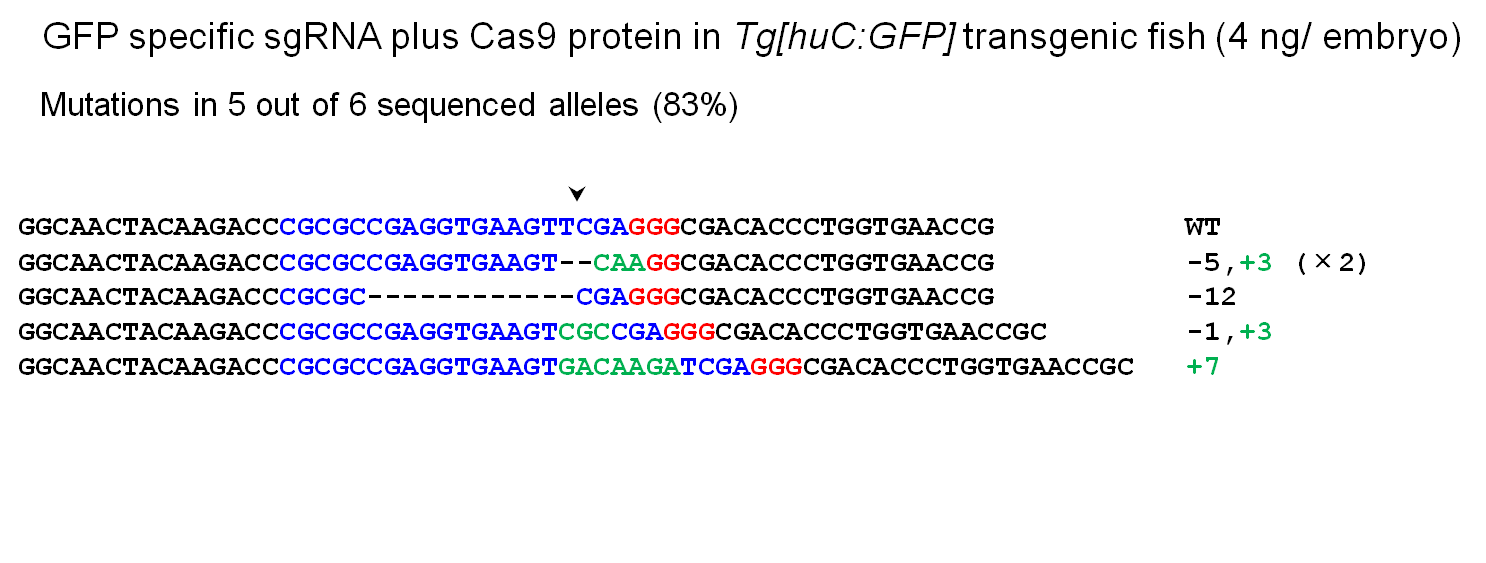 GFP specific sgRNA plus Cas9 protein in Tg[huC:GFP] transgenic fish (4 ng/ embryo)
Mutations in 5 out of 6 sequenced alleles (83%)
GGCAACTACAAGACCCGCGCCGAGGTGAAGTTCGAGGGCGACACCCTGGTGAACCG WT
GGCAACTACAAGACCCGCGCCGAGGTGAAGT--CAAGGCGACACCCTGGTGAACCG -5,+3 (×2)
GGCAACTACAAGACCCGCGC------------CGAGGGCGACACCCTGGTGAACCG -12
GGCAACTACAAGACCCGCGCCGAGGTGAAGTCGCCGAGGGCGACACCCTGGTGAACCGC -1,+3
GGCAACTACAAGACCCGCGCCGAGGTGAAGTGACAAGATCGAGGGCGACACCCTGGTGAACCGC +7